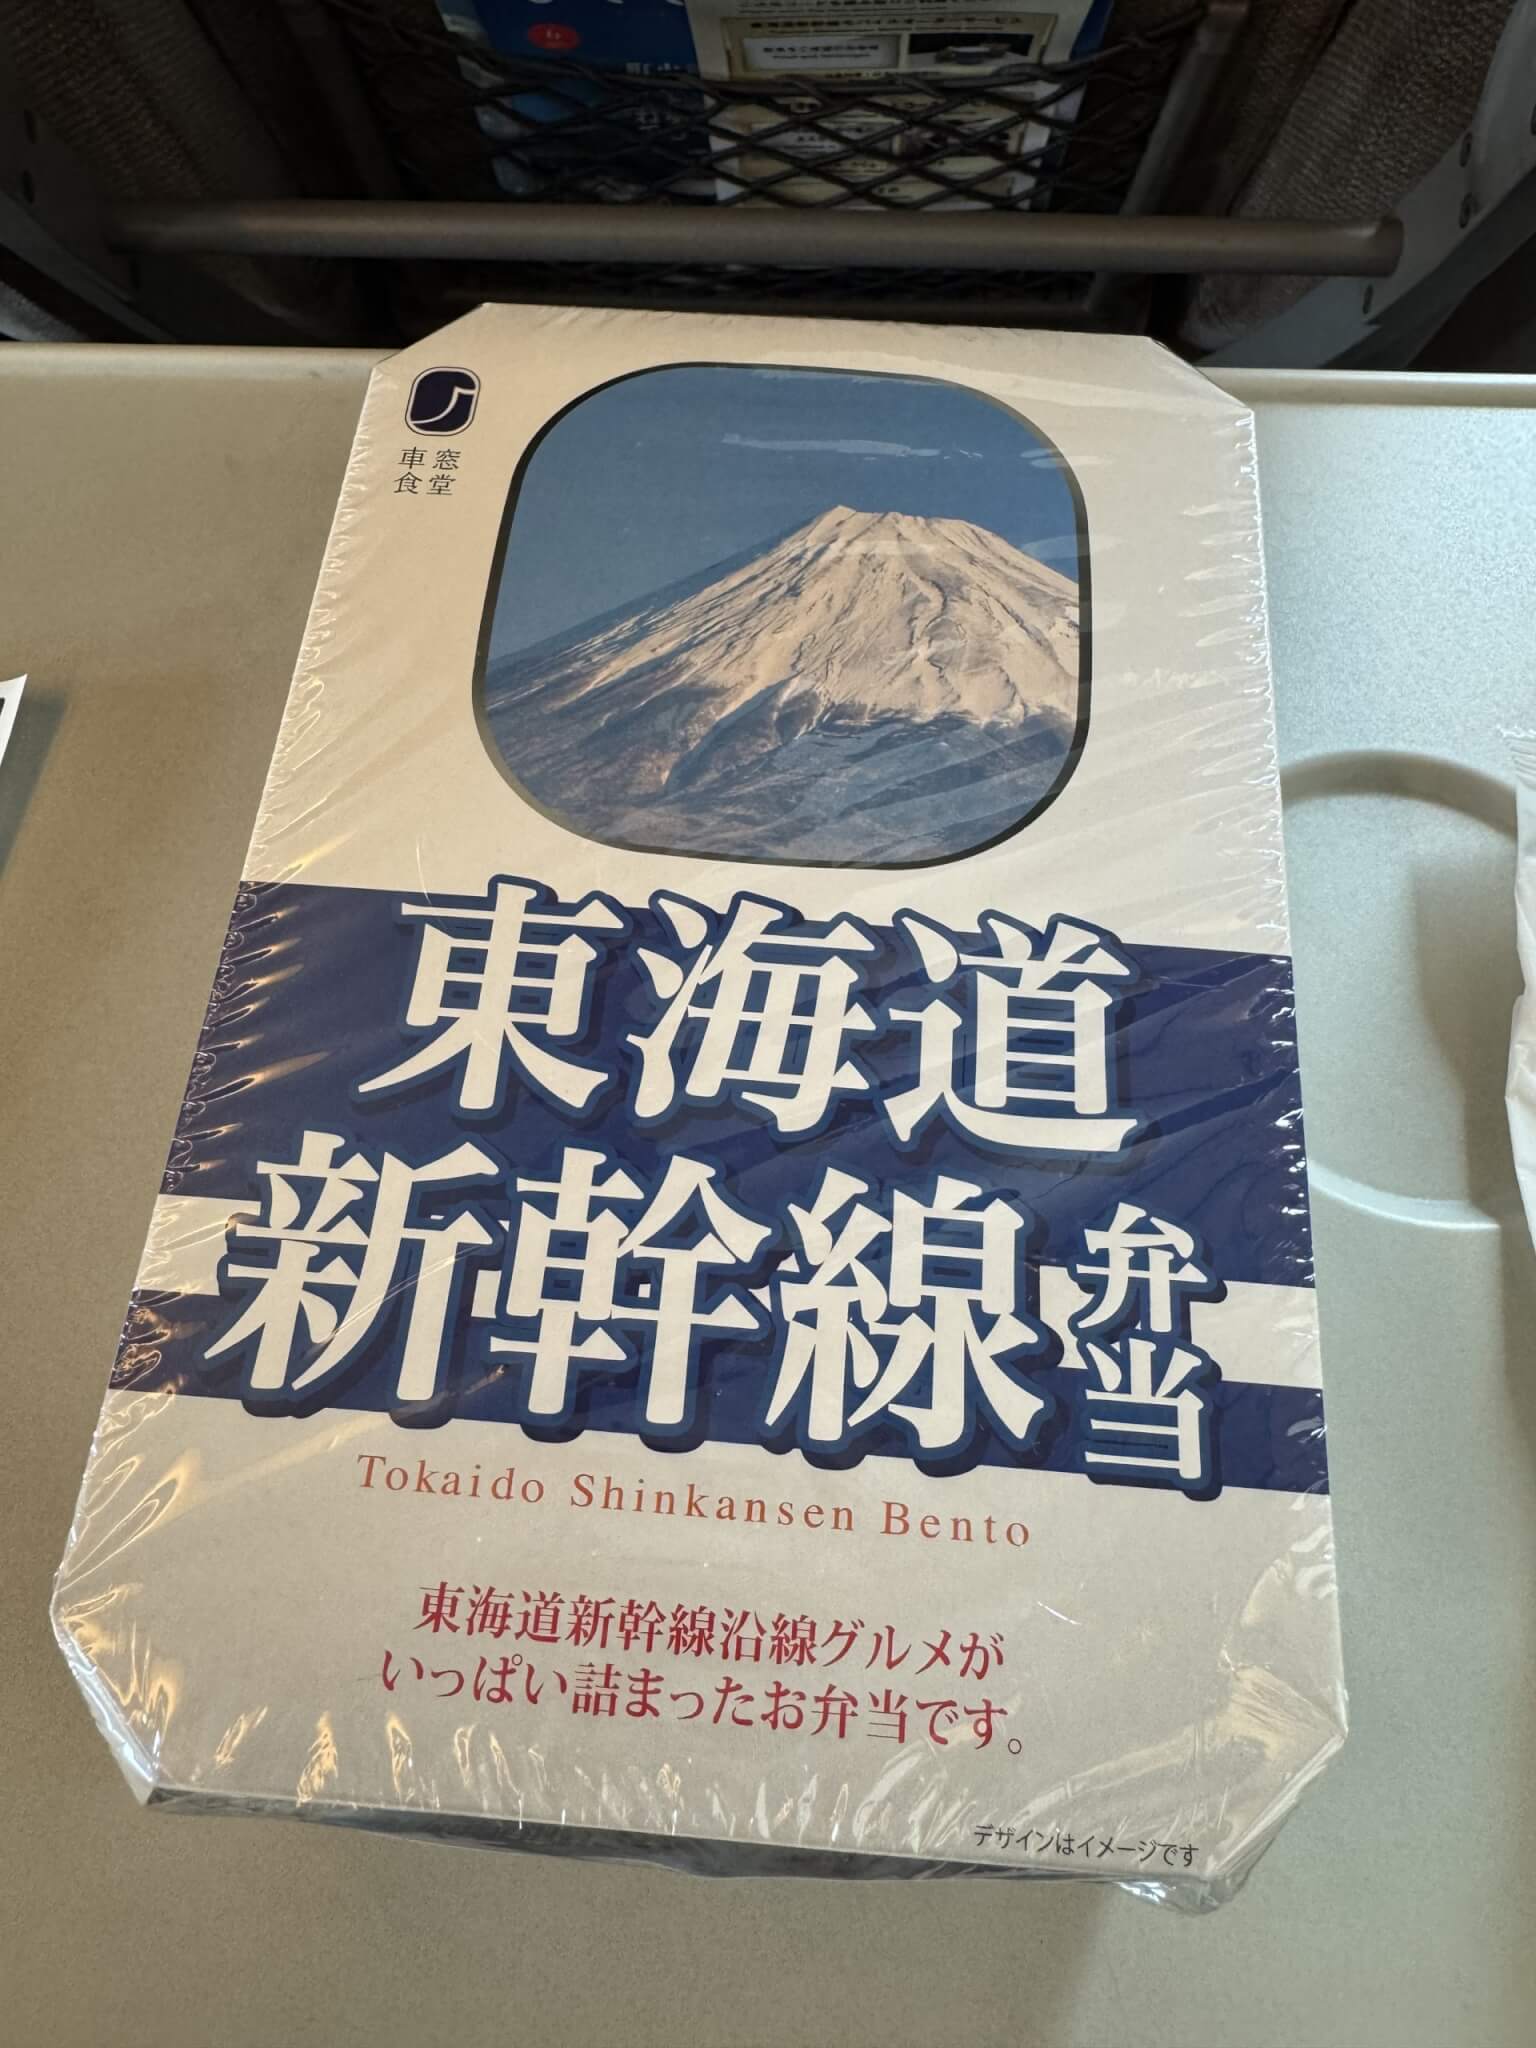 車窓
食堂
東海道
新幹線弁当
Tokaido Shinkansen Bento
東海道新幹線沿線グルメが
いっぱい詰まったお弁当です。
デザインはイメージです